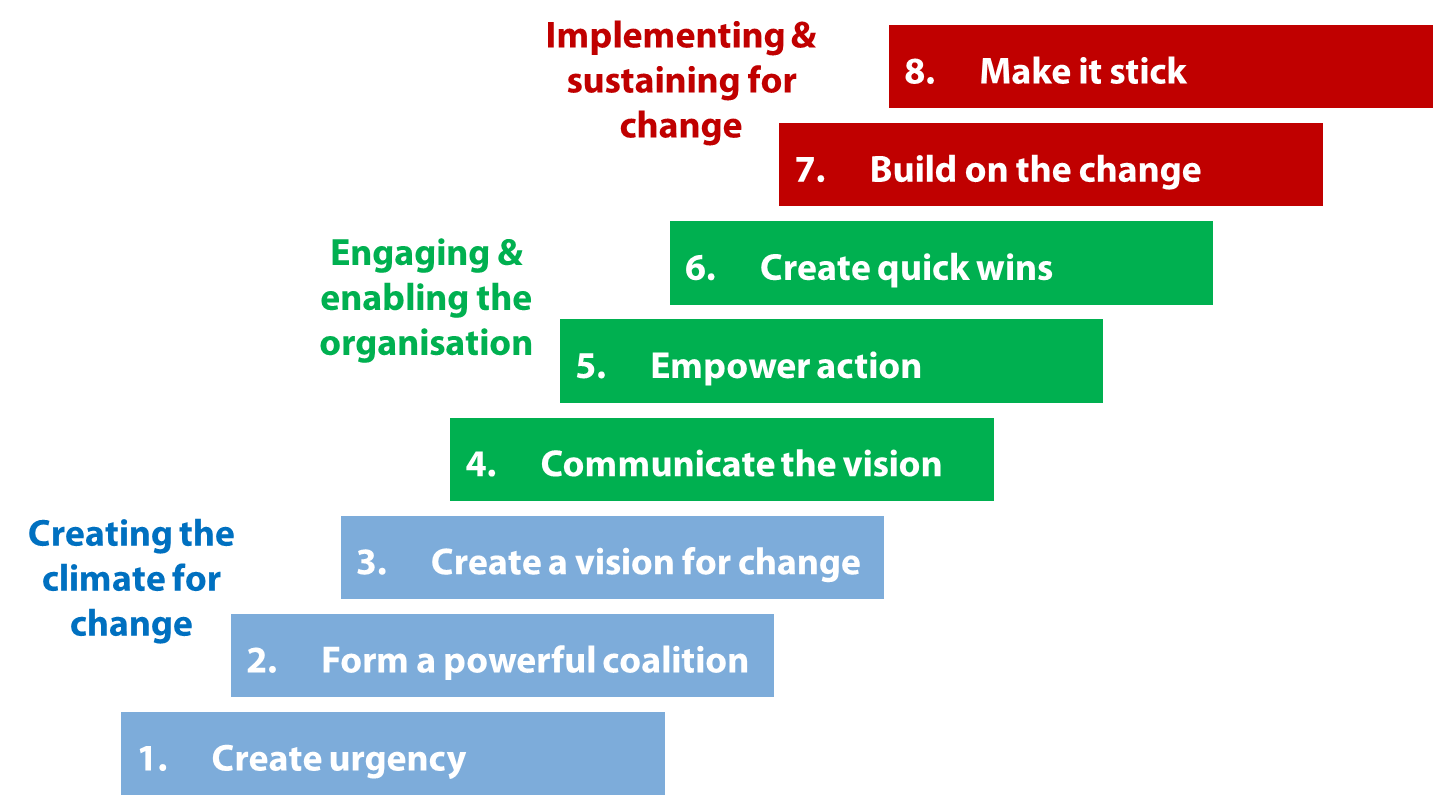 Implementing &
sustaining for
change
8. Make it stick
7. Build on the change
Engaging &
enabling the
organisation
6. Create quick wins
5. Empower action
4. Communicate the vision
Creating the
climate for
change
3. Create a vision for change
2. Form a powerful coalition
1. Create urgency